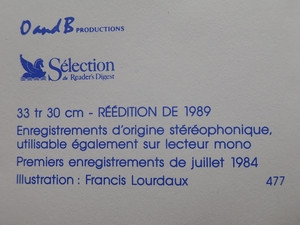 O and B PRODUCTIONS
Sélection
du Reader's Digest
33 tr 30 cm - RÉÉDITION DE 1989
Enregistrements d'origine stéréophonique,
utilisable également sur lecteur mono
Premiers enregistrements de juillet 1984
Illustration : Francis Lourdaux 477